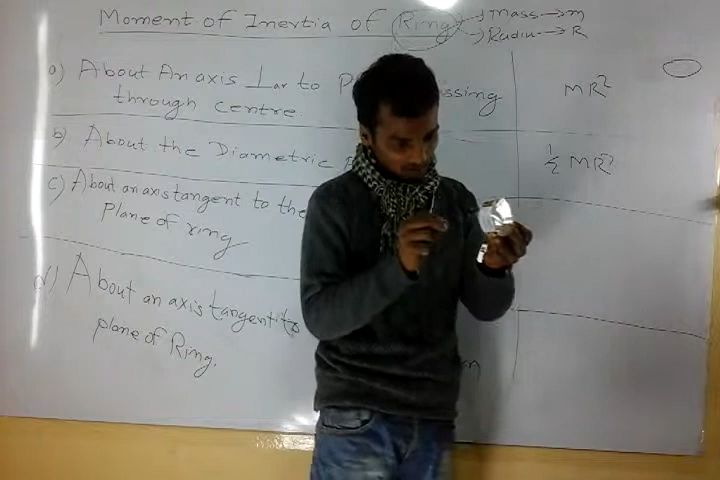 Moment of Inertia of Ring → Mass → m
→ Radius → R
a) About An axis ⊥ar to P ssing
through centre.
MR²
b) About the Diametric
½ MR²
c) About an axis tangent to the
Plane of ring
d) About an axis tangent to
plane of Ring.